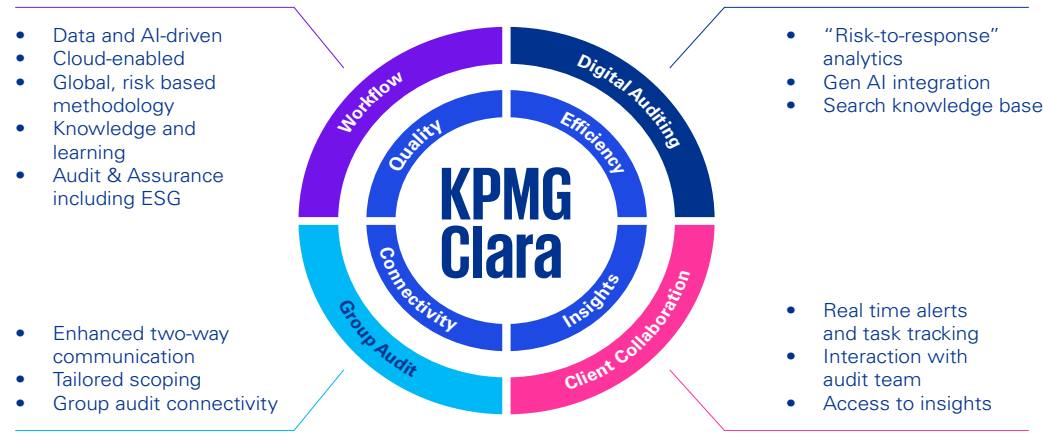 • Data and AI-driven
• Cloud-enabled
• Global, risk based
methodology
• Knowledge and
learning
• Audit & Assurance
including ESG
• “Risk-to-response”
analytics
• Gen AI integration
• Search knowledge base
Workflow
Digital Auditing
Quality
Efficiency
KPMG
Clara
Connectivity
Insights
Group Audit
Client Collaboration
• Enhanced two-way
communication
• Tailored scoping
• Group audit connectivity
• Real time alerts
and task tracking
• Interaction with
audit team
• Access to insights